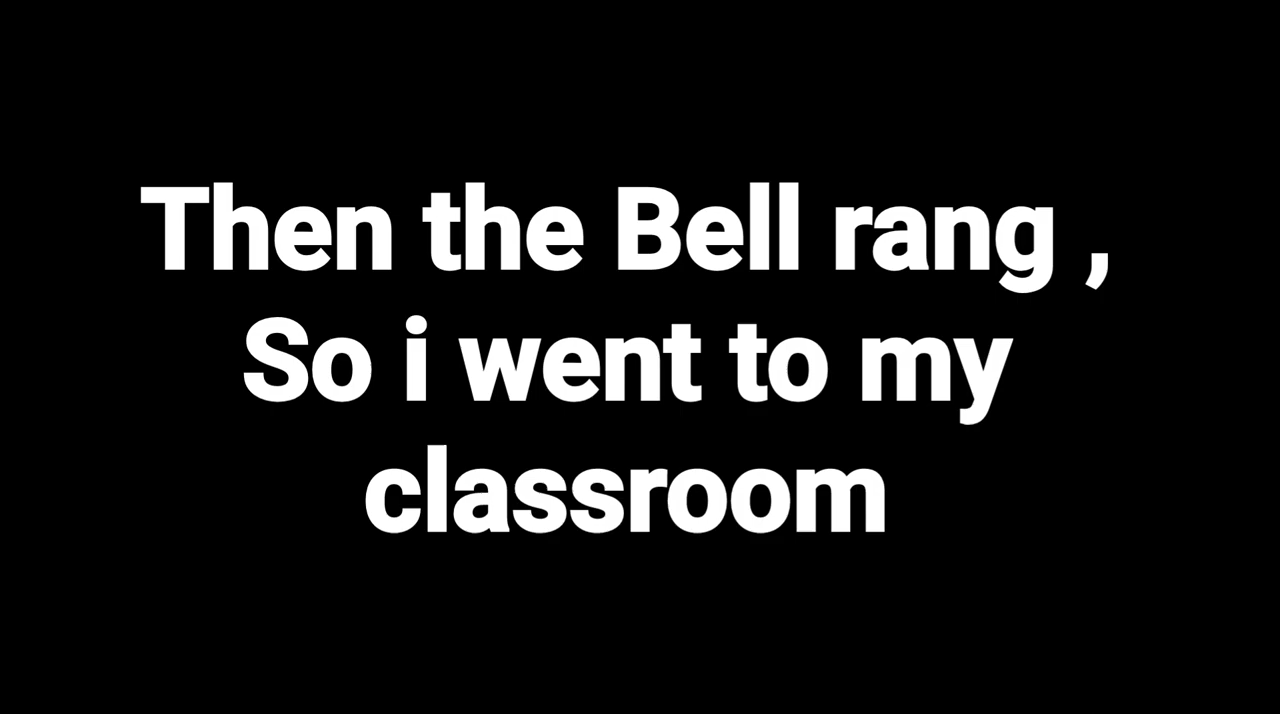 Then the Bell rang ,
So i went to my
classroom